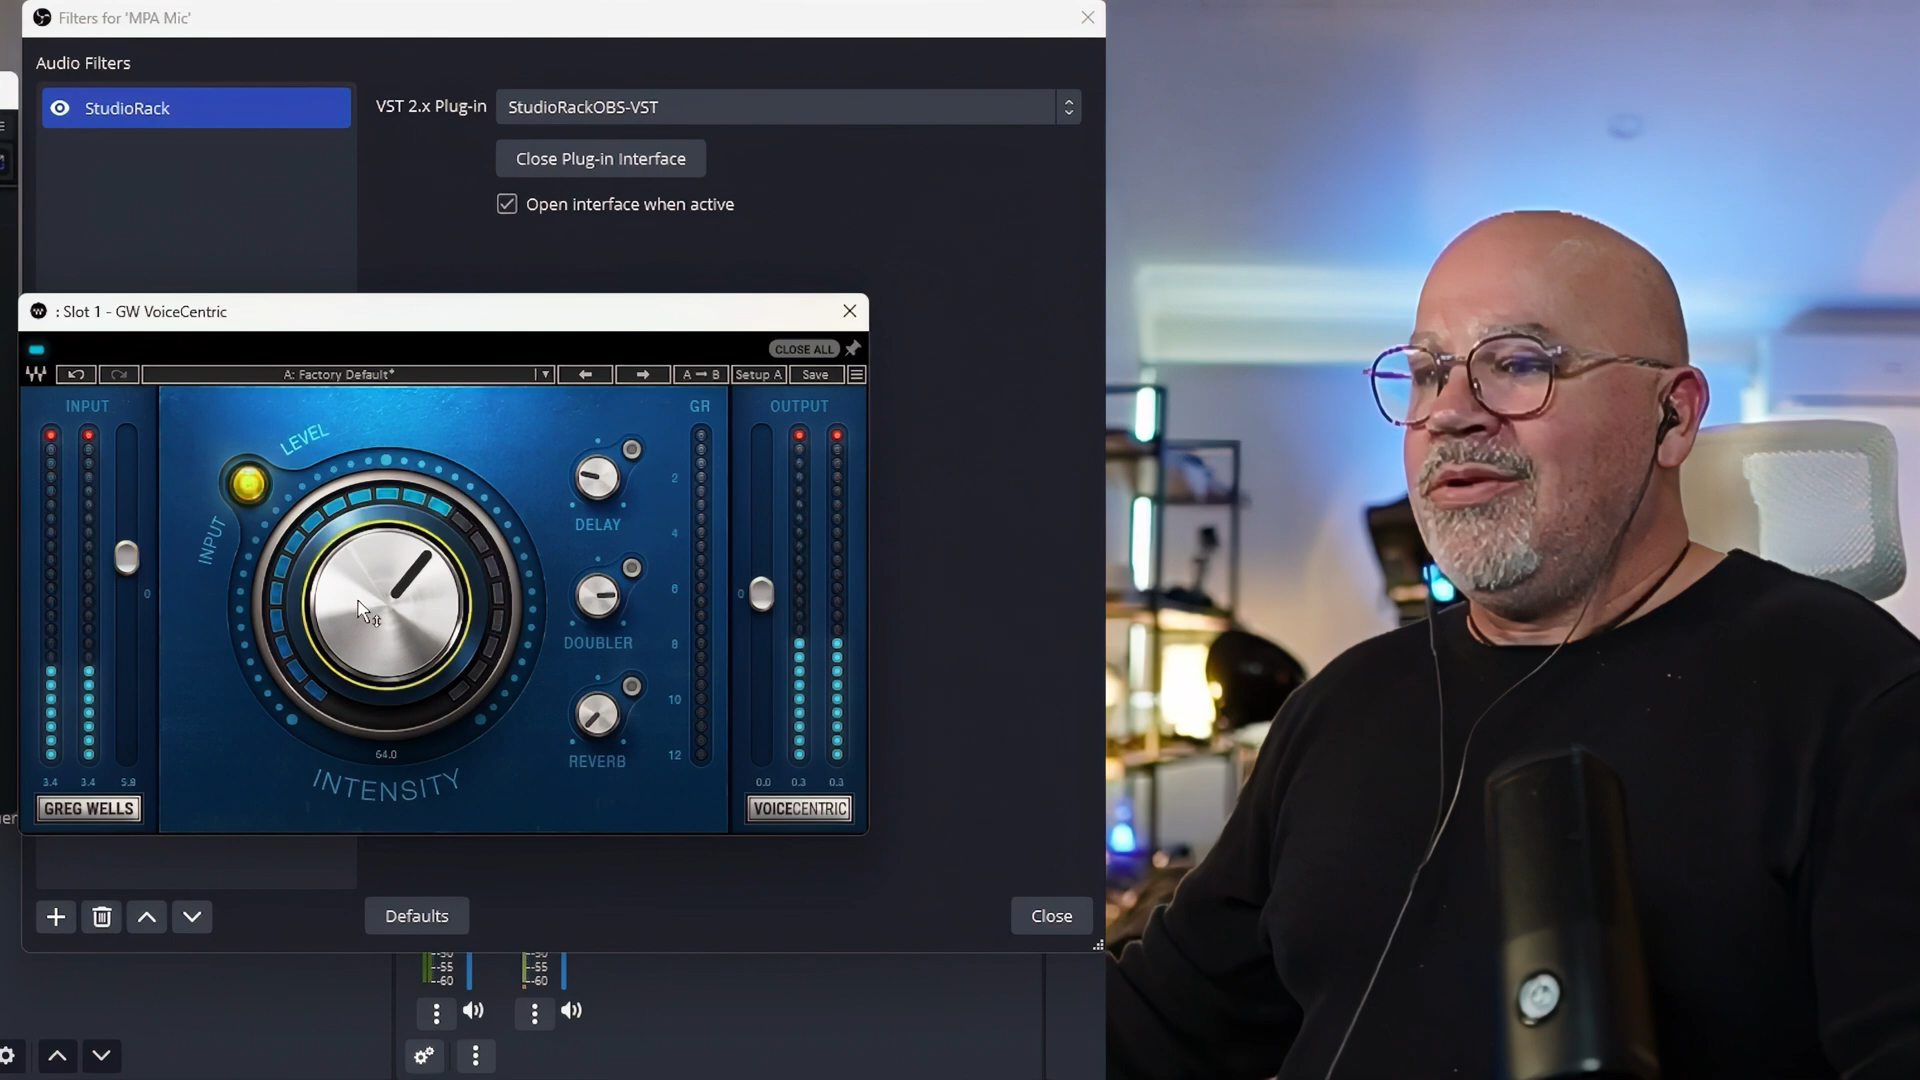 Filters for 'MPA Mic'
Audio Filters
StudioRack
VST 2.x Plug-in
StudioRackOBS-VST
Close Plug-in Interface
Open interface when active
: Slot 1 - GW VoiceCentric
CLOSE ALL
A: Factory Default*
A → B
Setup A
Save
INPUT
LEVEL
INPUT
GR
OUTPUT
DELAY
DOUBLER
REVERB
2
4
6
8
10
12
0
0
64.0
INTENSITY
3.4
3.4
5.8
0.0
0.3
0.3
GREG WELLS
VOICECENTRIC
Defaults
Close
-55
-60
-55
-60